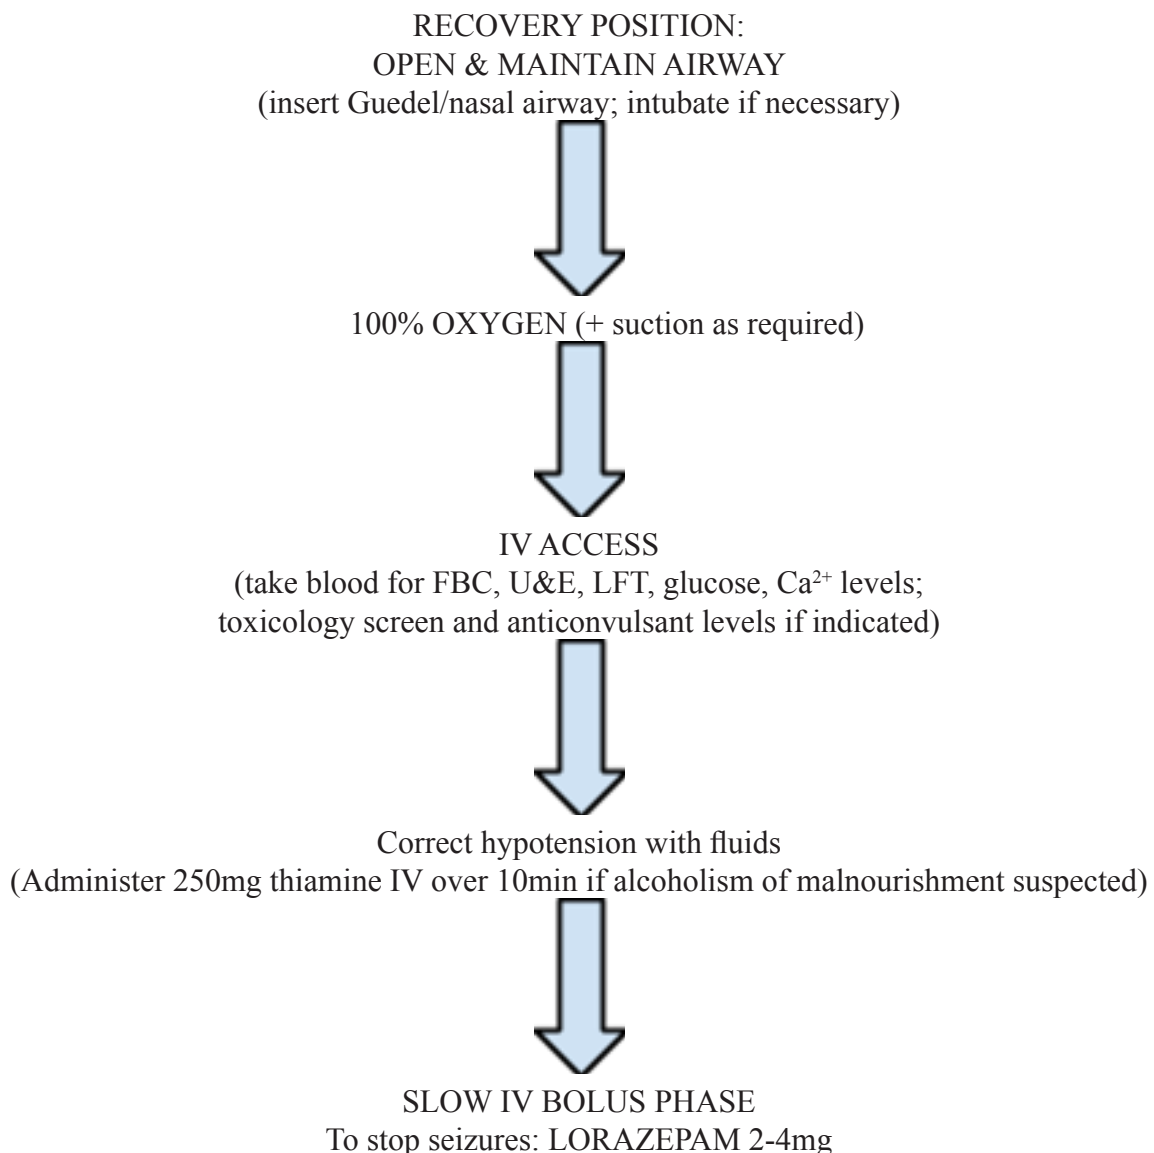 RECOVERY POSITION:
OPEN & MAINTAIN AIRWAY
(insert Guedel/nasal airway; intubate if necessary)
100% OXYGEN (+ suction as required)
IV ACCESS
(take blood for FBC, U&E, LFT, glucose, Ca²⁺ levels;
toxicology screen and anticonvulsant levels if indicated)
Correct hypotension with fluids
(Administer 250mg thiamine IV over 10min if alcoholism of malnourishment suspected)
SLOW IV BOLUS PHASE
To stop seizures: LORAZEPAM 2-4mg